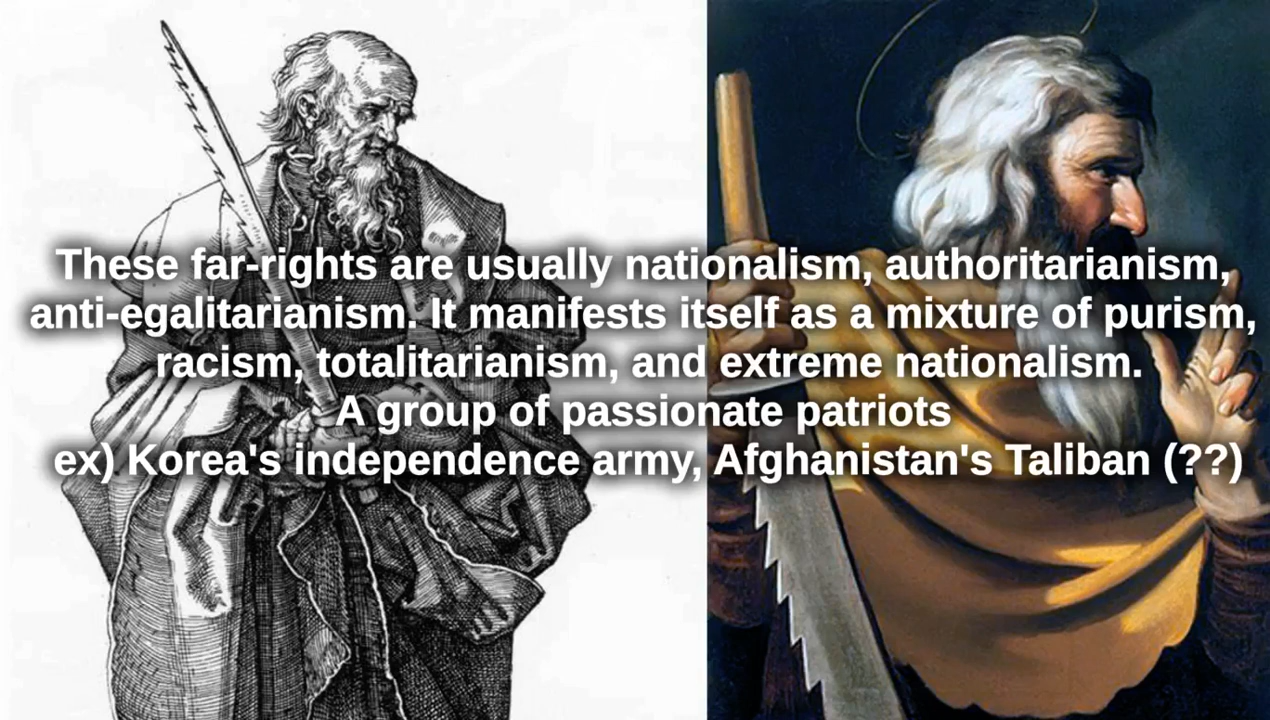 These far-rights are usually nationalism, authoritarianism,
anti-egalitarianism. It manifests itself as a mixture of purism,
racism, totalitarianism, and extreme nationalism.
A group of passionate patriots
ex) Korea's independence army, Afghanistan's Taliban (??)